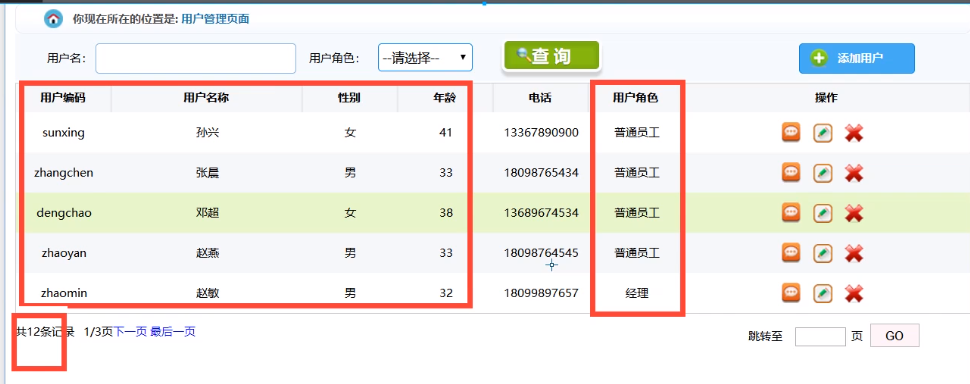 你现在所在的位置是: 用户管理页面
用户名: 用户角色: --请选择-- 查 询 添加用户
用户编码 用户名称 性别 年龄 电话 用户角色 操作
sunxing 孙兴 女 41 13367890900 普通员工
zhangchen 张晨 男 33 18098765434 普通员工
dengchao 邓超 女 38 13689674534 普通员工
zhaoyan 赵燕 男 33 18098764545 普通员工
zhaomin 赵敏 男 32 18099897657 经理
共12条记录 1/3页下一页 最后一页 跳转至 页 GO